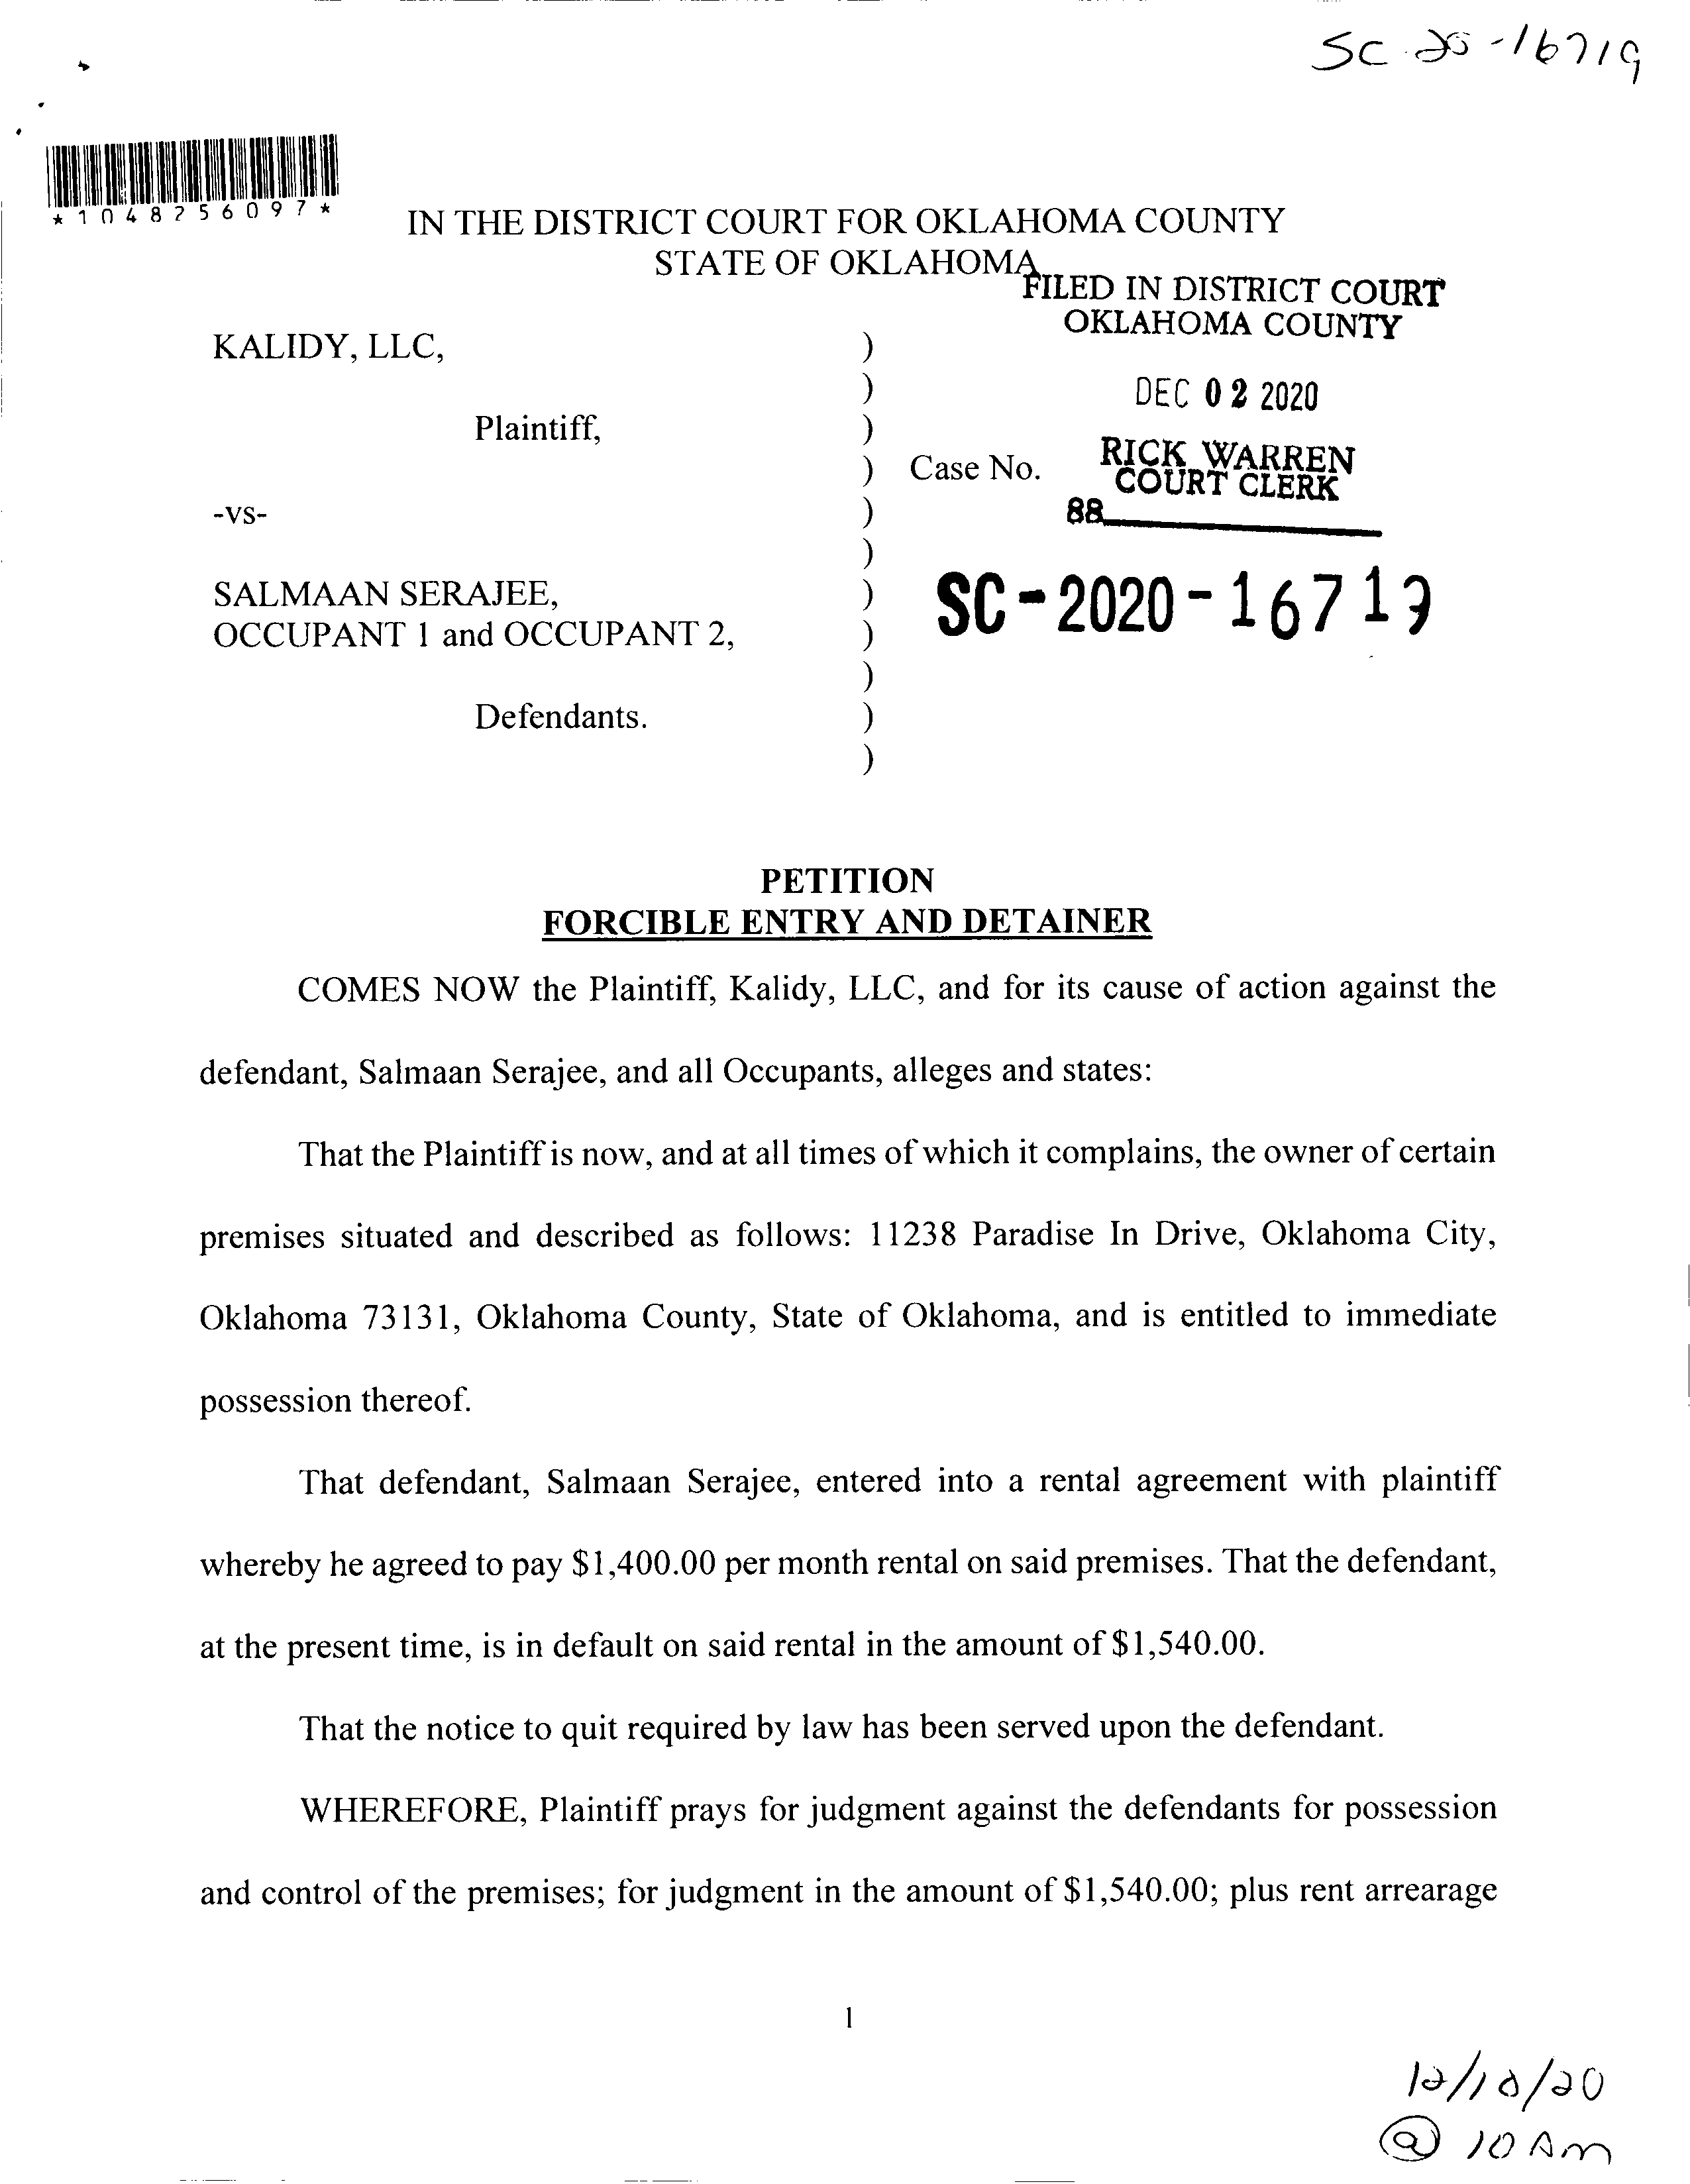 SC 20-16719
*1048256097*
IN THE DISTRICT COURT FOR OKLAHOMA COUNTY
STATE OF OKLAHOMA
FILED IN DISTRICT COURT
OKLAHOMA COUNTY
KALIDY, LLC, )
)
DEC 02 2020
Plaintiff, )
) Case No.
RICK WARREN
COURT CLERK
-vs- )
88
)
SALMAAN SERAJEE, )
OCCUPANT 1 and OCCUPANT 2, )
SC-2020-16719
)
Defendants. )
)
PETITION
FORCIBLE ENTRY AND DETAINER
COMES NOW the Plaintiff, Kalidy, LLC, and for its cause of action against the
defendant, Salmaan Serajee, and all Occupants, alleges and states:
That the Plaintiff is now, and at all times of which it complains, the owner of certain
premises situated and described as follows: 11238 Paradise In Drive, Oklahoma City,
Oklahoma 73131, Oklahoma County, State of Oklahoma, and is entitled to immediate
possession thereof.
That defendant, Salmaan Serajee, entered into a rental agreement with plaintiff
whereby he agreed to pay $1,400.00 per month rental on said premises. That the defendant,
at the present time, is in default on said rental in the amount of $1,540.00.
That the notice to quit required by law has been served upon the defendant.
WHEREFORE, Plaintiff prays for judgment against the defendants for possession
and control of the premises; for judgment in the amount of $1,540.00; plus rent arrearage
1
@ 10 Am